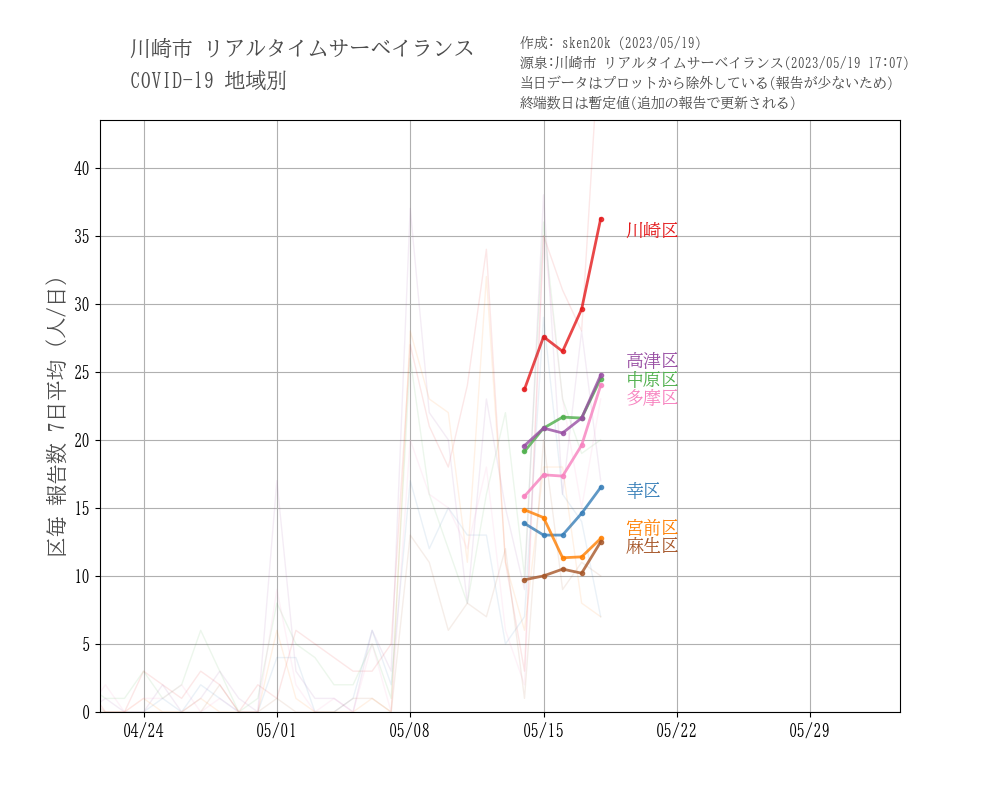 川崎市 リアルタイムサーベイランス
COVID-19 地域別
作成: sken20k (2023/05/19)
源泉:川崎市 リアルタイムサーベイランス(2023/05/19 17:07)
当日データはプロットから除外している(報告が少ないため)
終端数日は暫定値(追加の報告で更新される)
区毎 報告数 7日平均 (人/日)
40
35
30
25
20
15
10
5
0
川崎区
高津区
中原区
多摩区
幸区
宮前区
麻生区
04/24
05/01
05/08
05/15
05/22
05/29